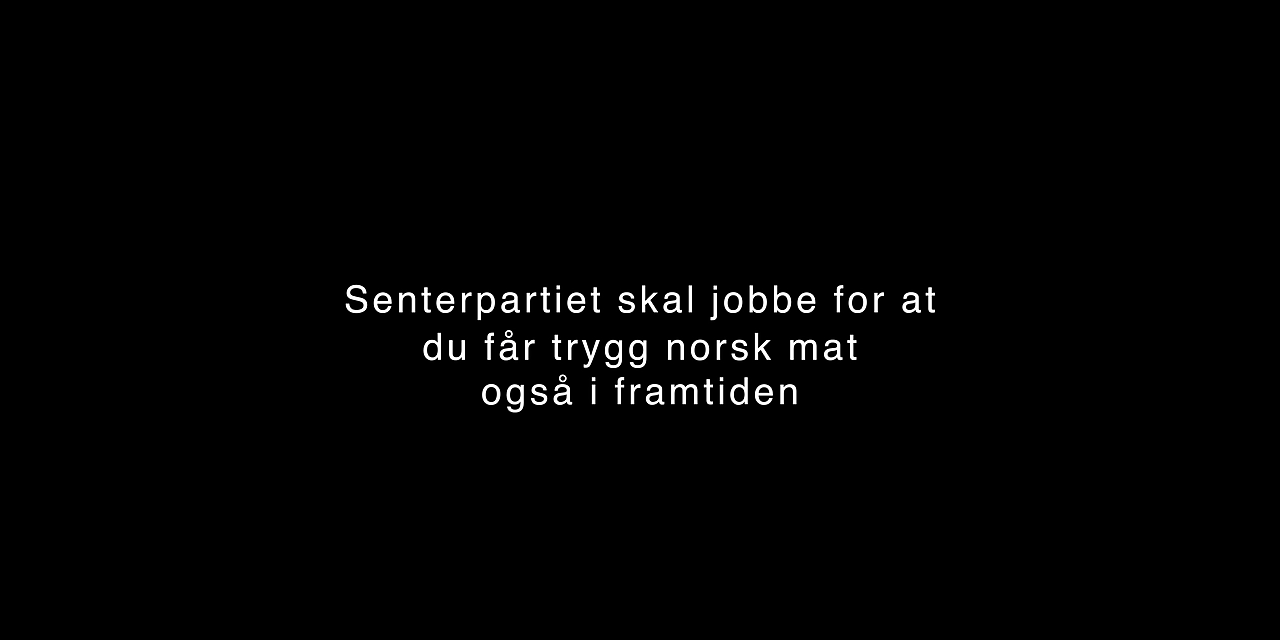 Senterpartiet skal jobbe for at
du får trygg norsk mat
også i framtiden